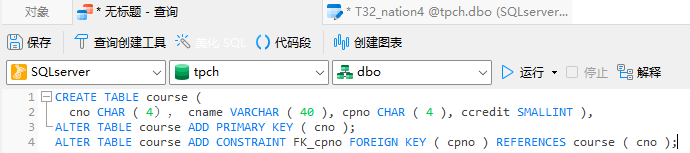 对象
* 无标题 - 查询
* T32_nation4 @tpch.dbo (SQLserver...
保存
查询创建工具
美化 SQL
代码段
创建图表
SQLserver
tpch
dbo
运行
停止
解释
1 CREATE TABLE course (
2 cno CHAR ( 4）, cname VARCHAR ( 40 ), cpno CHAR ( 4 ), ccredit SMALLINT ),
3 ALTER TABLE course ADD PRIMARY KEY ( cno );
4 ALTER TABLE course ADD CONSTRAINT FK_cpno FOREIGN KEY ( cpno ) REFERENCES course ( cno );